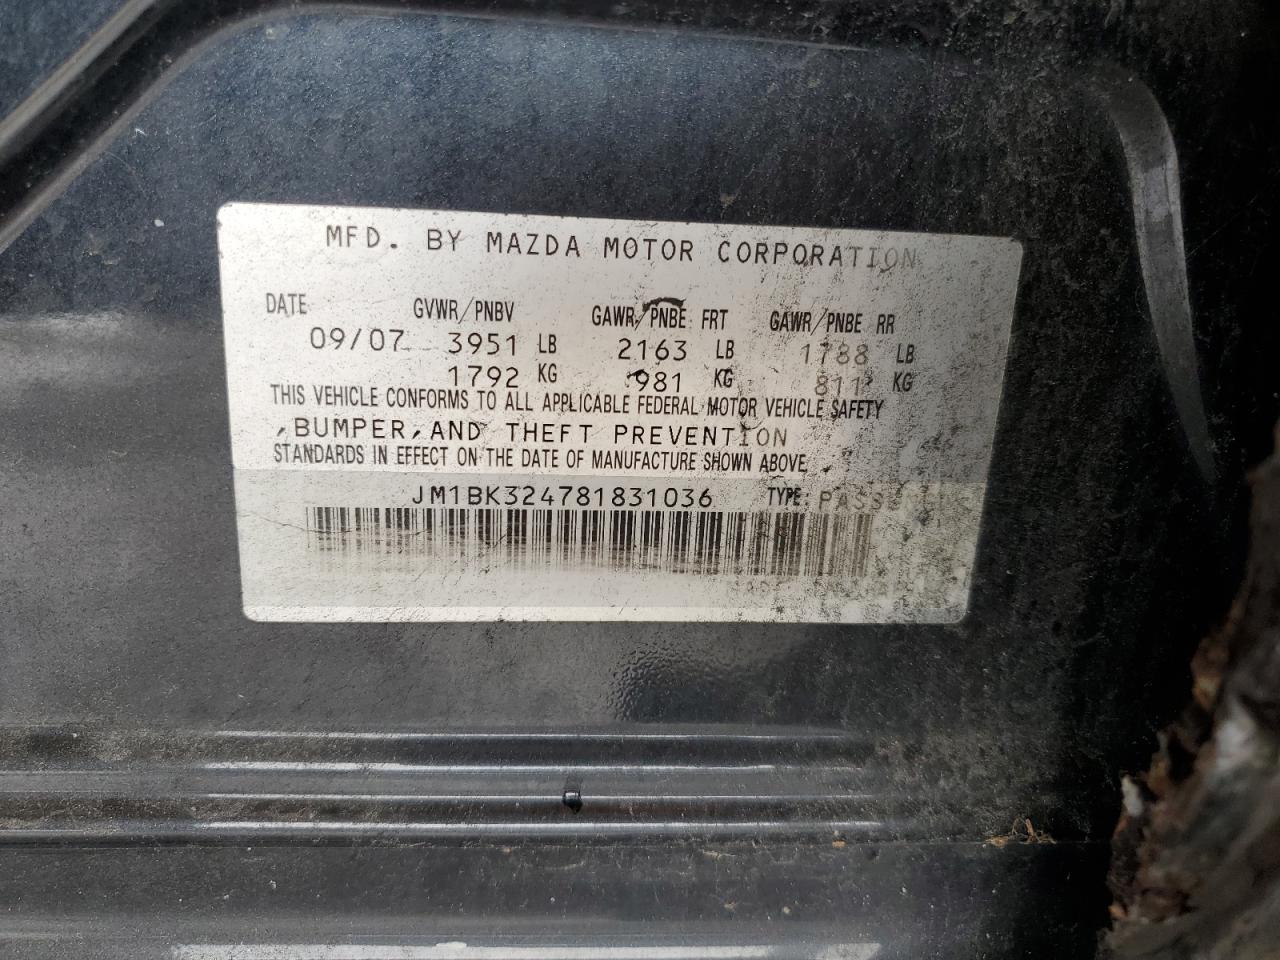 MFD. BY MAZDA MOTOR CORPORATION
DATE GVWR/PNBV GAWR/PNBE FRT GAWR/PNBE RR
09/07 3951 LB 2163 LB 1788 LB
1792 KG 981 KG 811 KG
THIS VEHICLE CONFORMS TO ALL APPLICABLE FEDERAL MOTOR VEHICLE SAFETY
,BUMPER,AND THEFT PREVENTION
STANDARDS IN EFFECT ON THE DATE OF MANUFACTURE SHOWN ABOVE.
JM1BK324781831036 TYPE: